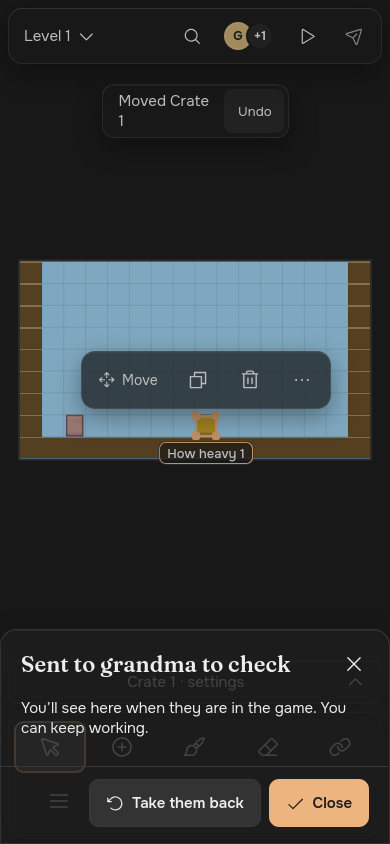 Level 1
G
+1
Moved Crate
1
Undo
Move
How heavy 1
Sent to grandma to check
Crate 1 · settings
You'll see here when they are in the game. You
can keep working.
Take them back
Close